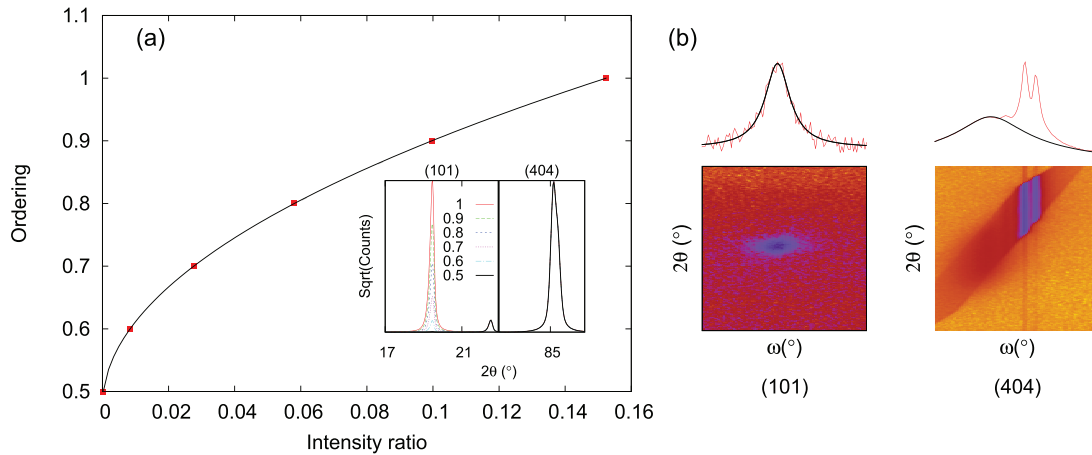 (a)
1.1
1
0.9
0.8
0.7
0.6
0.5
Ordering
0 0.02 0.04 0.06 0.08 0.1 0.12 0.14 0.16
Intensity ratio
(101) (404)
1
0.9
0.8
0.7
0.6
0.5
Sqrt(Counts)
17 21 85
2θ (°)
(b)
2θ (°)
ω(°)
(101)
2θ (°)
ω(°)
(404)